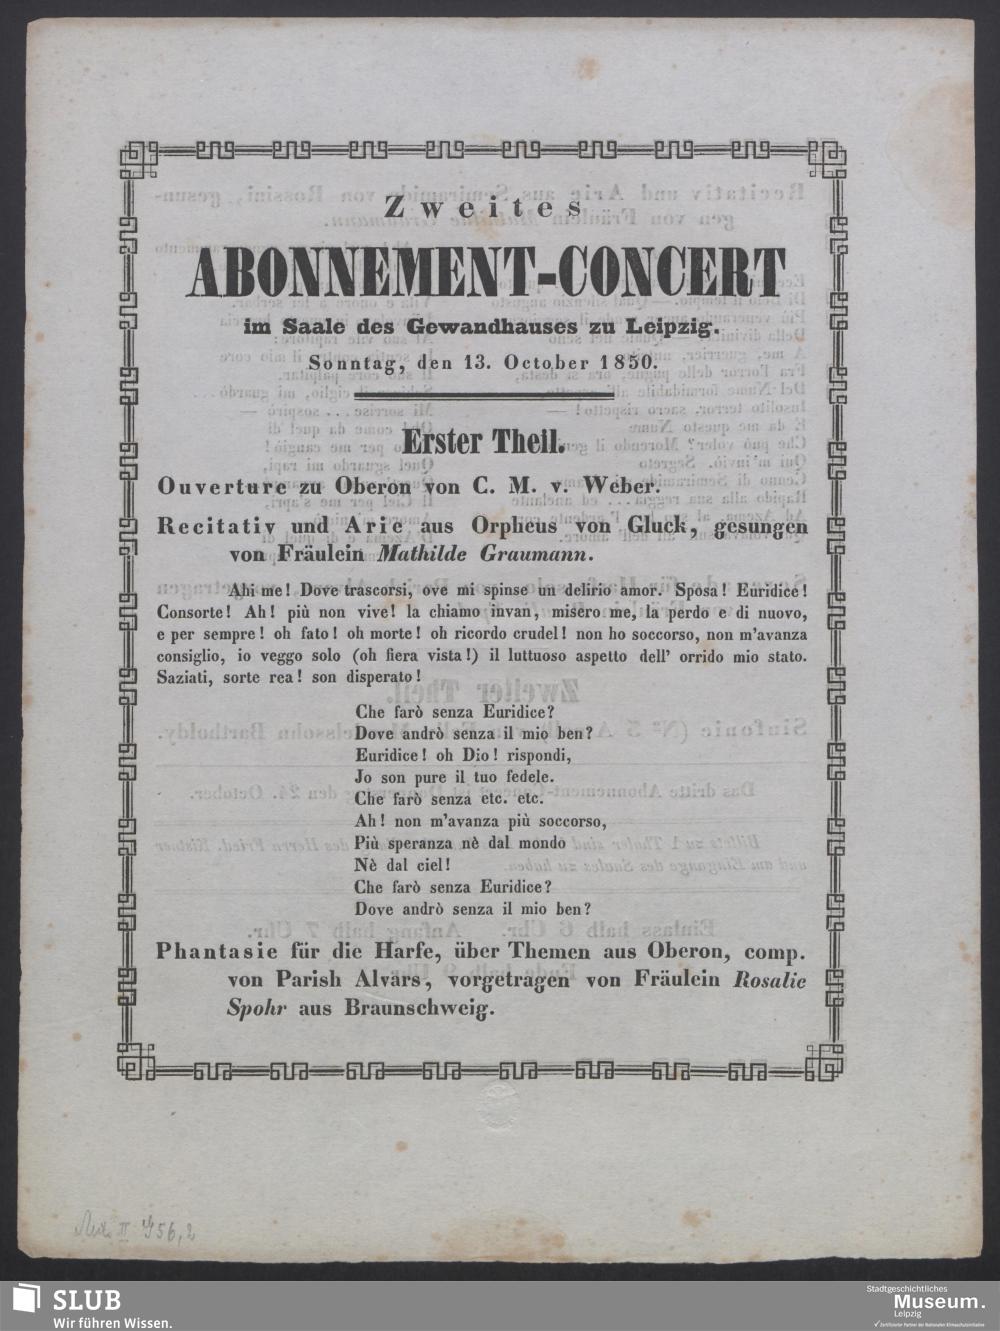 Zweites
ABONNEMENT-CONCERT
im Saale des Gewandhauses zu Leipzig.
Sonntag, den 13. October 1850.
Erster Theil.
Ouverture zu Oberon von C. M. v. Weber.
Recitativ und Arie aus Orpheus von Gluck, gesungen
von Fräulein Mathilde Graumann.
Ahi me! Dove trascorsi, ove mi spinse un delirio amor. Sposa! Euridice!
Consorte! Ah! più non vive! la chiamo invan, misero me, la perdo e di nuovo,
e per sempre! oh fato! oh morte! oh ricordo crudel! non ho soccorso, non m'avanza
consiglio, io veggo solo (oh fiera vista!) il luttuoso aspetto dell' orrido mio stato.
Saziati, sorte rea! son disperato!
Che farò senza Euridice?
Dove andrò senza il mio ben?
Euridice! oh Dio! rispondi,
Jo son pure il tuo fedele.
Che farò senza etc. etc.
Ah! non m'avanza più soccorso,
Più speranza nè dal mondo
Nè dal ciel!
Che farò senza Euridice?
Dove andrò senza il mio ben?
Phantasie für die Harfe, über Themen aus Oberon, comp.
von Parish Alvars, vorgetragen von Fräulein Rosalie
Spohr aus Braunschweig.
II 956,2
SLUB
Wir führen Wissen.
Stadtgeschichtliches
Museum.
Leipzig
Zertifizierter Partner der Nationalen Klimaschutzinitiative